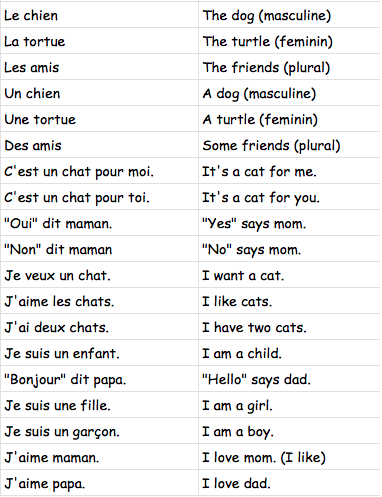 Le chien The dog (masculine)
La tortue The turtle (feminin)
Les amis The friends (plural)
Un chien A dog (masculine)
Une tortue A turtle (feminin)
Des amis Some friends (plural)
C'est un chat pour moi. It's a cat for me.
C'est un chat pour toi. It's a cat for you.
"Oui" dit maman. "Yes" says mom.
"Non" dit maman "No" says mom.
Je veux un chat. I want a cat.
J'aime les chats. I like cats.
J'ai deux chats. I have two cats.
Je suis un enfant. I am a child.
"Bonjour" dit papa. "Hello" says dad.
Je suis une fille. I am a girl.
Je suis un garçon. I am a boy.
J'aime maman. I love mom. (I like)
J'aime papa. I love dad.